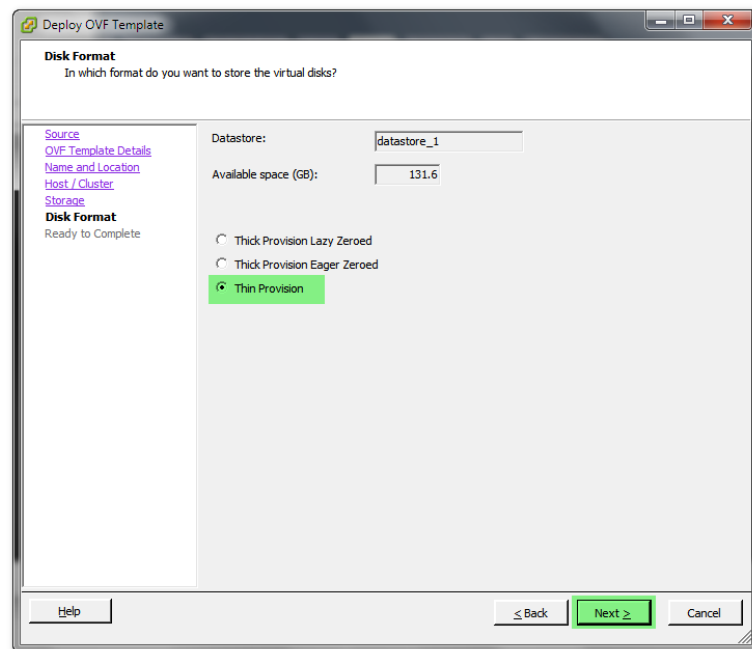 Deploy OVF Template
Disk Format
In which format do you want to store the virtual disks?
Source
OVF Template Details
Name and Location
Host / Cluster
Storage
Disk Format
Ready to Complete
Datastore: datastore_1
Available space (GB): 131.6
Thick Provision Lazy Zeroed
Thick Provision Eager Zeroed
Thin Provision
Help
< Back
Next >
Cancel